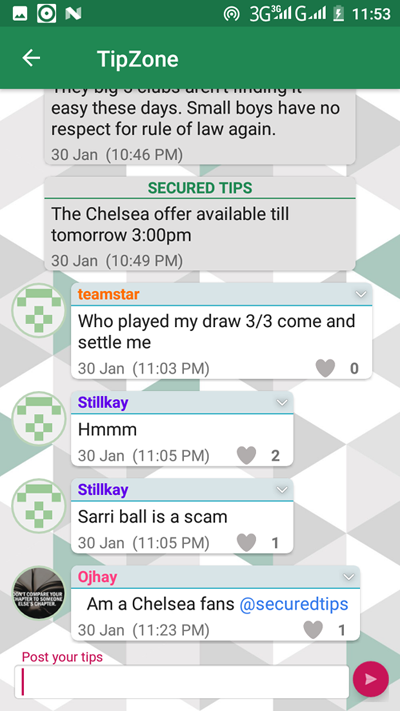 3G 3G G 11:53
TipZone
They big 5 clubs aren't finding it
easy these days. Small boys have no
respect for rule of law again.
30 Jan (10:46 PM)
SECURED TIPS
The Chelsea offer available till
tomorrow 3:00pm
30 Jan (10:49 PM)
teamstar
Who played my draw 3/3 come and
settle me
30 Jan (11:03 PM) 0
Stillkay
Hmmm
30 Jan (11:05 PM) 2
Stillkay
Sarri ball is a scam
30 Jan (11:05 PM) 1
Ojhay
Am a Chelsea fans @securedtips
30 Jan (11:23 PM) 1
DON'T COMPARE YOUR
CHAPTER TO SOMEONE
ELSE'S CHAPTER.
Post your tips